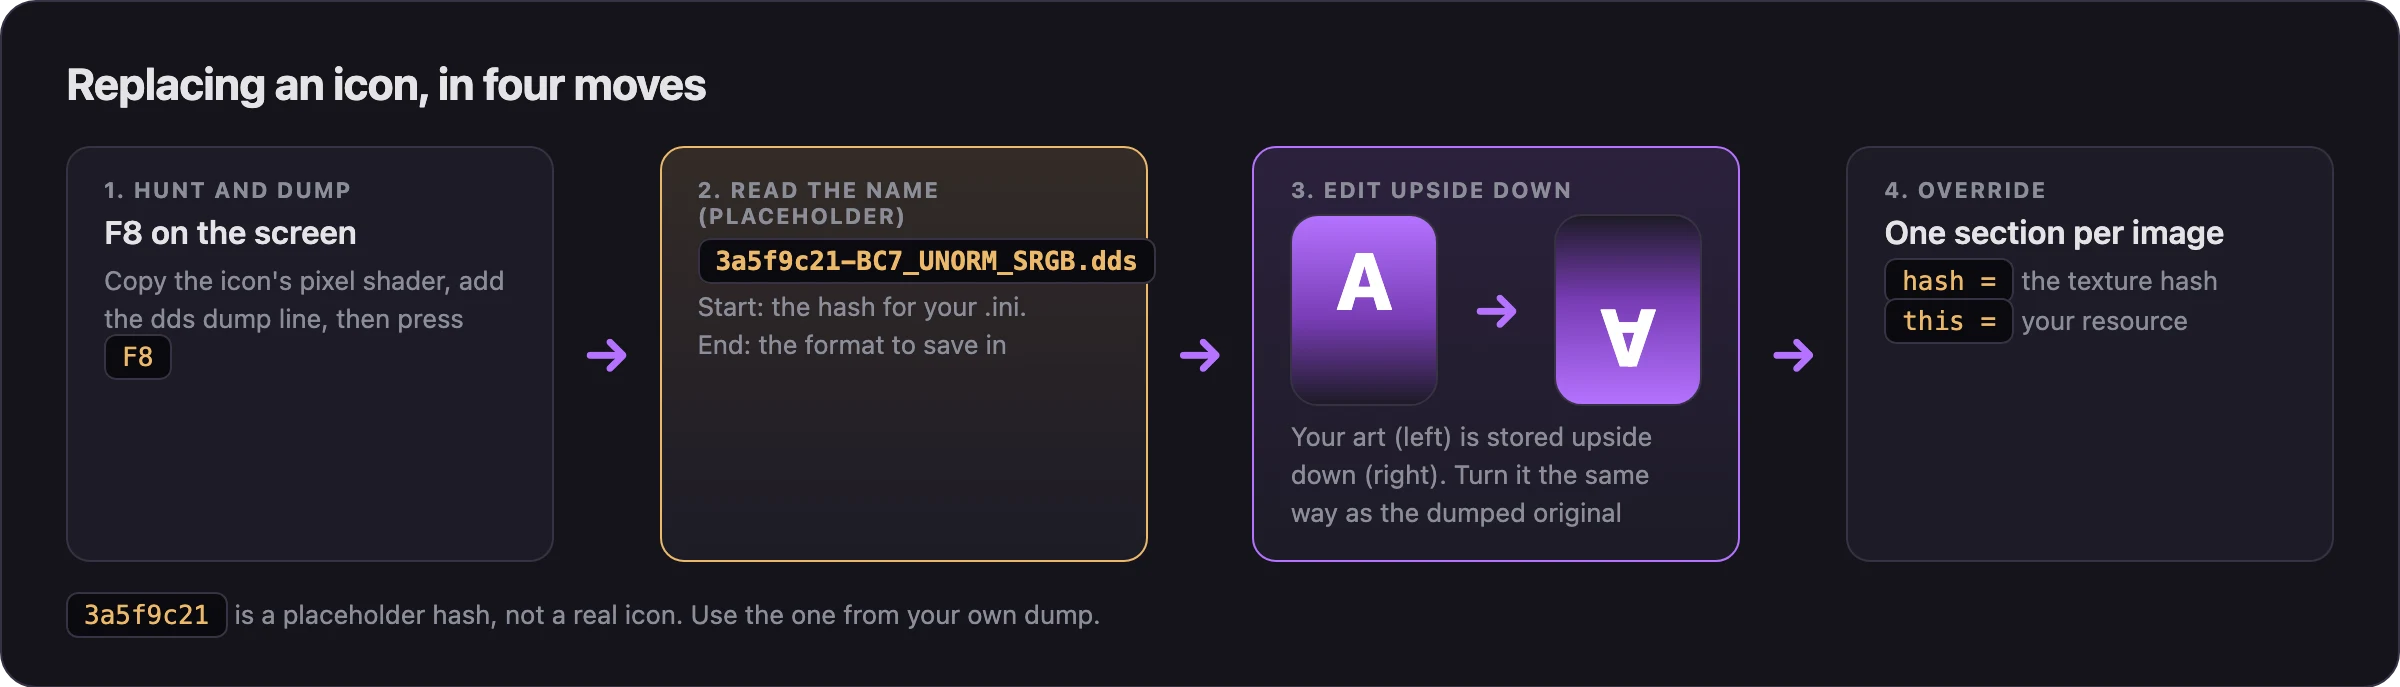 Replacing an icon, in four moves
1. HUNT AND DUMP
F8 on the screen
Copy the icon's pixel shader, add
the dds dump line, then press
F8
2. READ THE NAME
(PLACEHOLDER)
3a5f9c21-BC7_UNORM_SRGB.dds
Start: the hash for your .ini.
End: the format to save in
3. EDIT UPSIDE DOWN
A
A
Your art (left) is stored upside
down (right). Turn it the same
way as the dumped original
4. OVERRIDE
One section per image
hash = the texture hash
this = your resource
3a5f9c21 is a placeholder hash, not a real icon. Use the one from your own dump.